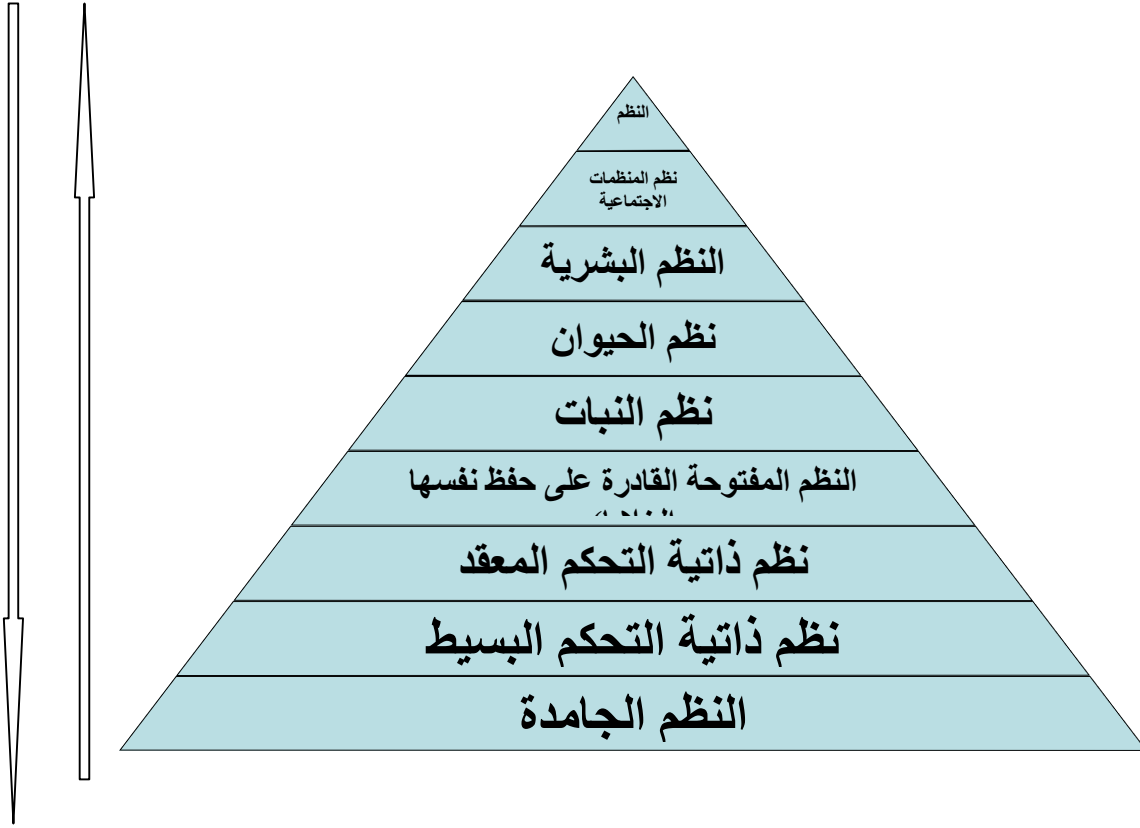 النظم
نظم المنظمات
الاجتماعية
النظم البشرية
نظم الحيوان
نظم النبات
النظم المفتوحة القادرة على حفظ نفسها
نظم ذاتية التحكم المعقد
نظم ذاتية التحكم البسيط
النظم الجامدة